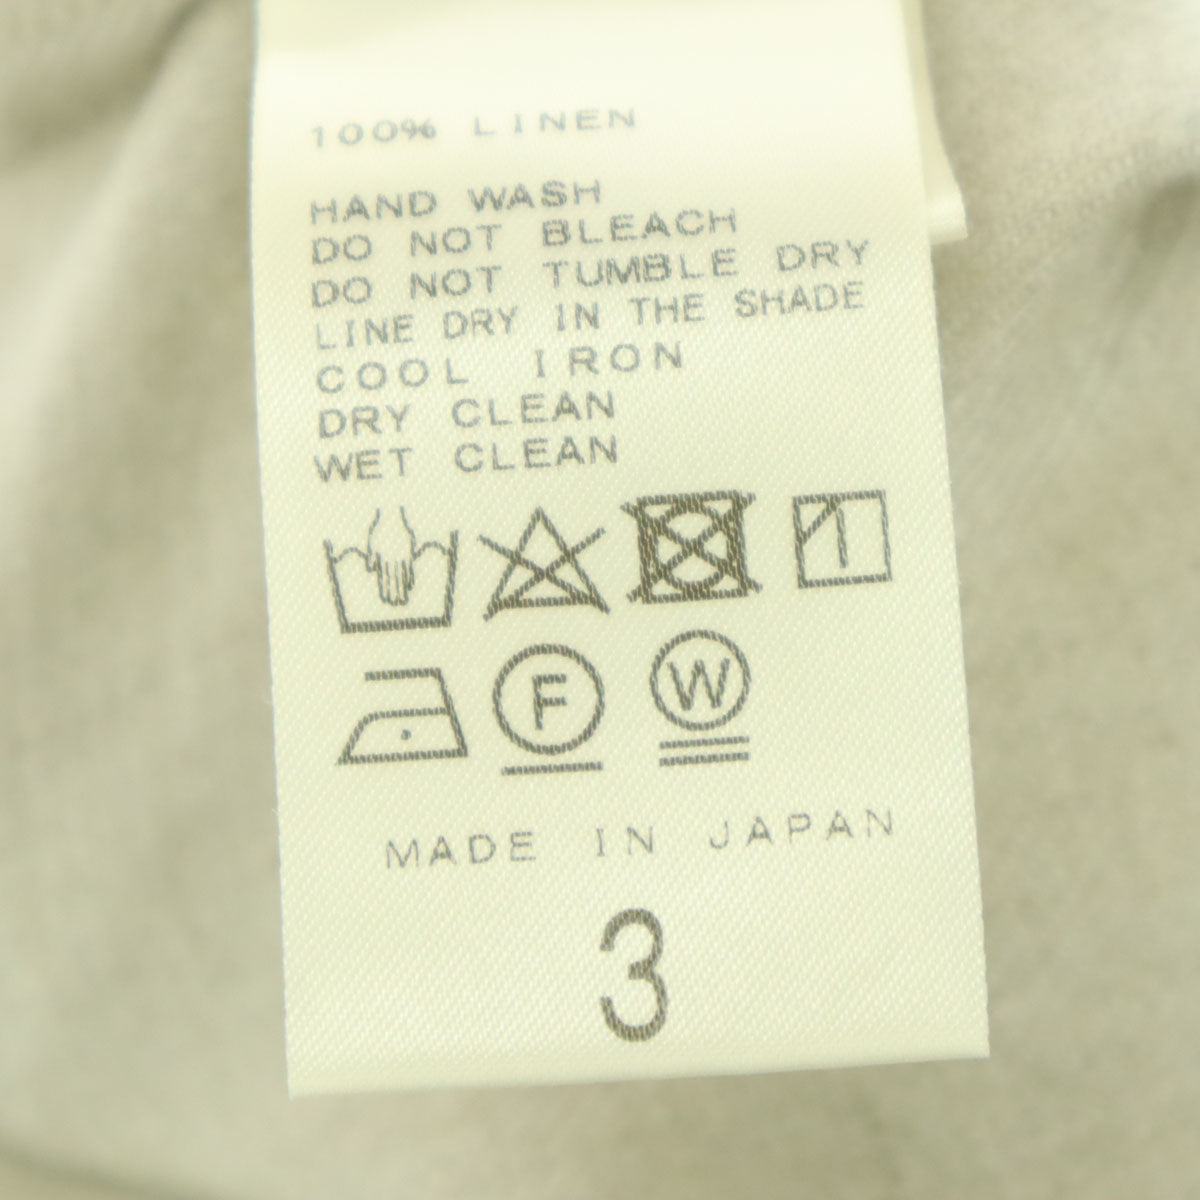 100% LINEN
HAND WASH
DO NOT BLEACH
DO NOT TUMBLE DRY
LINE DRY IN THE SHADE
COOL IRON
DRY CLEAN
WET CLEAN
F W
MADE IN JAPAN
3